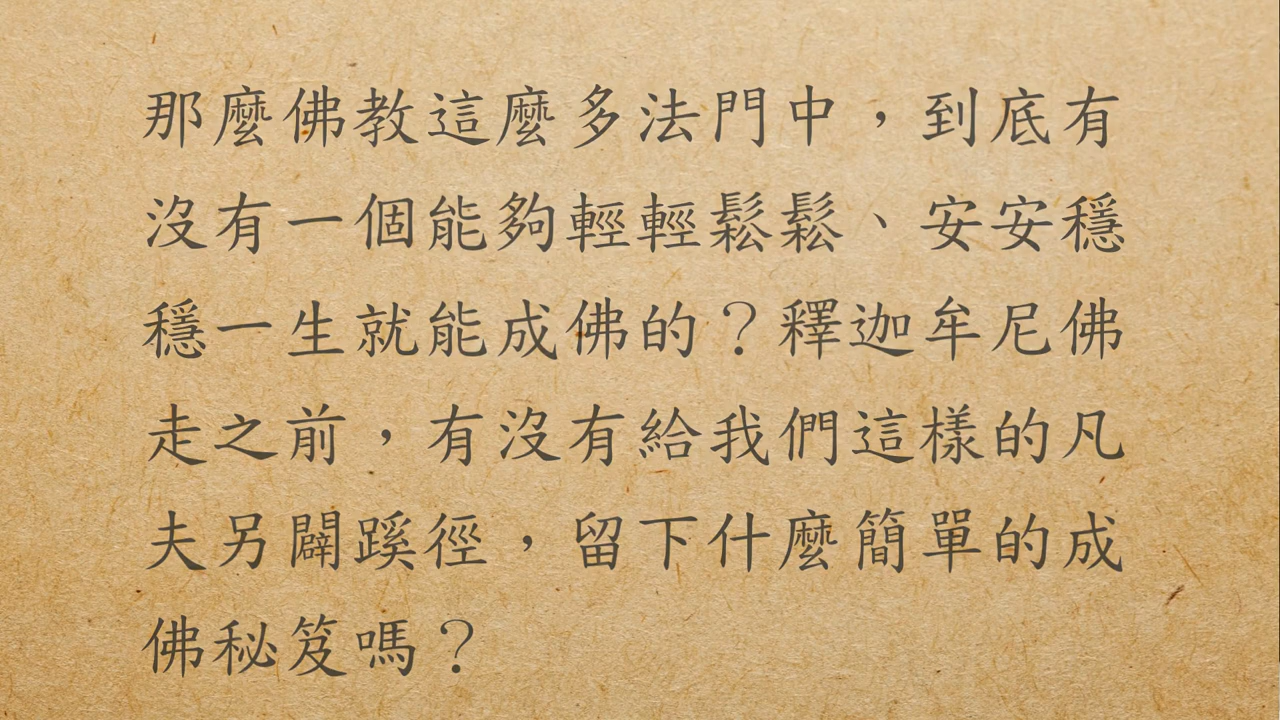 那麼佛教這麼多法門中，到底有
沒有一個能夠輕輕鬆鬆、安安穩
穩一生就能成佛的？釋迦牟尼佛
走之前，有沒有給我們這樣的凡
夫另闢蹊徑，留下什麼簡單的成
佛秘笈嗎？